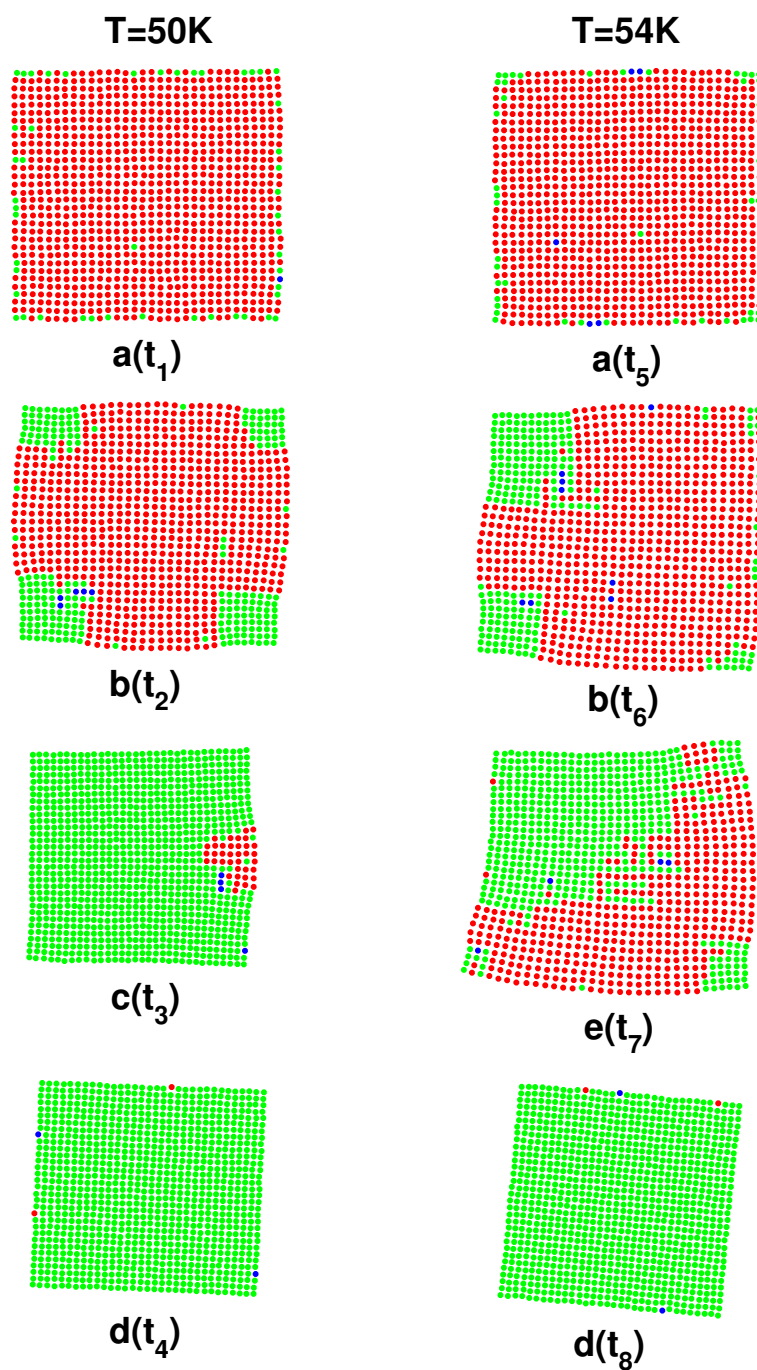 T=50K T=54K
a(t₁) a(t₅)
b(t₂) b(t₆)
c(t₃) e(t₇)
d(t₄) d(t₈)